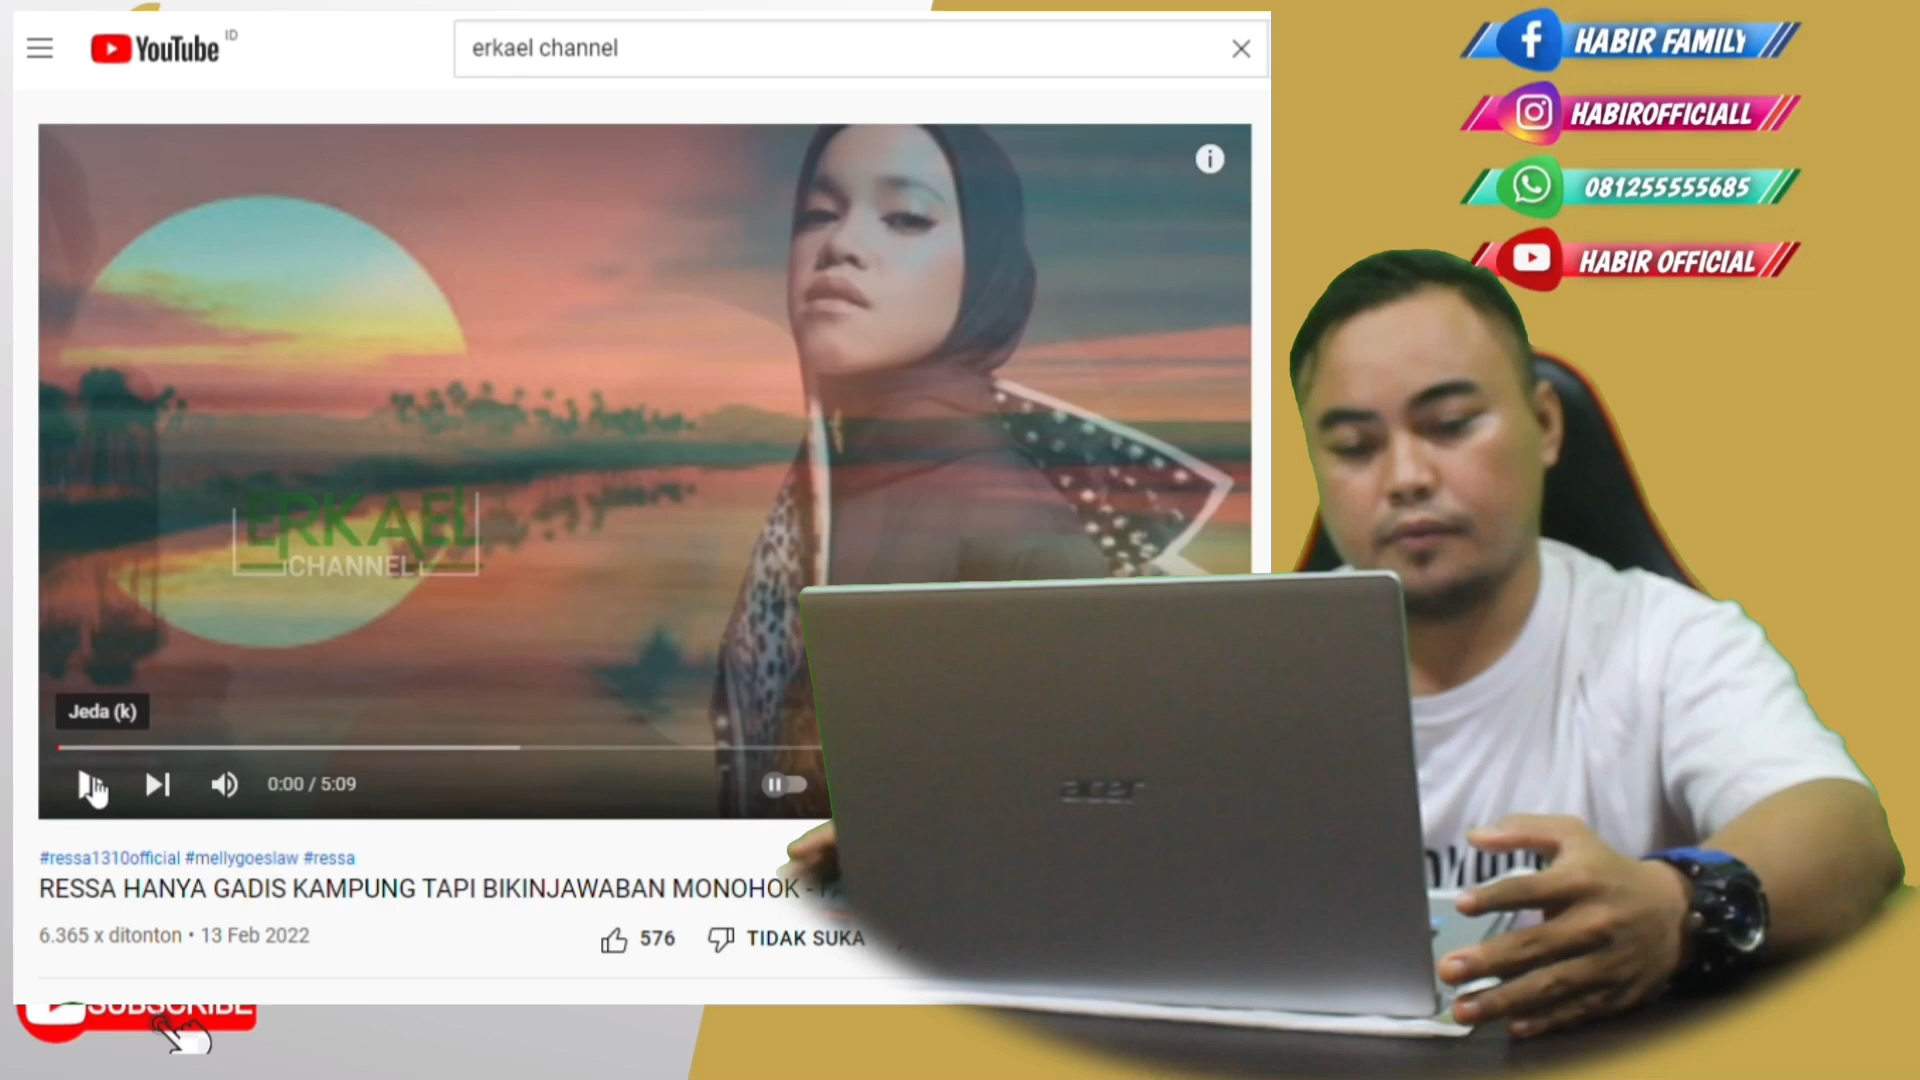 YouTube ID
erkael channel
HABIR FAMILY
HABIROFFICIALL
081255555685
HABIR OFFICIAL
ERKAEL
CHANNEL
Jeda (k)
0:00 / 5:09
acer
#ressa1310official #mellygoeslaw #ressa
RESSA HANYA GADIS KAMPUNG TAPI BIKINJAWABAN MONOHOK -
6.365 x ditonton • 13 Feb 2022
576
TIDAK SUKA
SUBSCRIBE